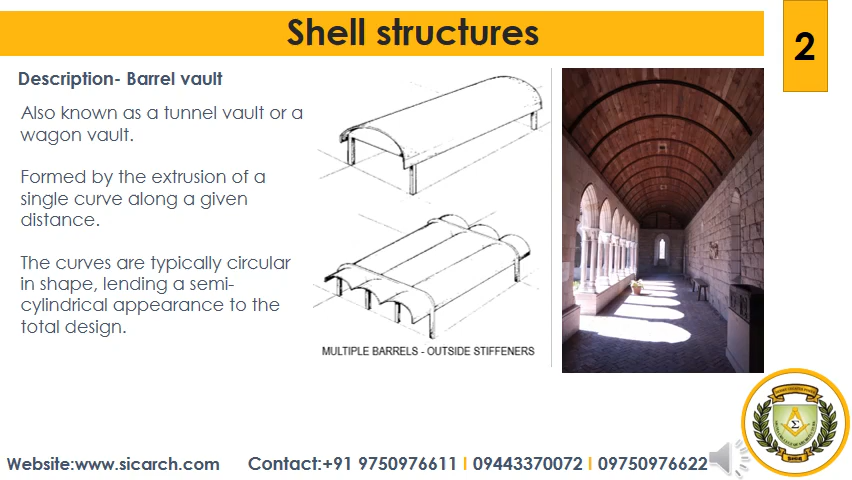 Shell structures
2
Description- Barrel vault
Also known as a tunnel vault or a
wagon vault.
Formed by the extrusion of a
single curve along a given
distance.
The curves are typically circular
in shape, lending a semi-
cylindrical appearance to the
total design.
MULTIPLE BARRELS - OUTSIDE STIFFENERS
Website:www.sicarch.com
Contact:+91 9750976611 I 09443370072 I 09750976622